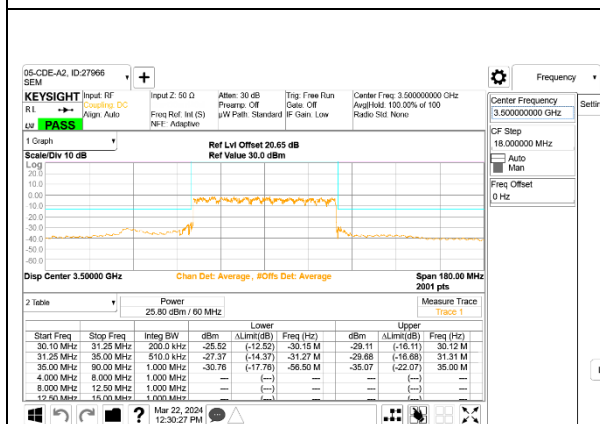 05-CDE-A2, ID:27966
SEM
Frequency
KEYSIGHT Input: RF Input Z: 50 Ω Atten: 30 dB Trig: Free Run Center Freq: 3.500000000 GHz
RL Coupling: DC Preamp: Off Gate: Off Avg|Hold: 100.00% of 100
Align: Auto Freq Ref: Int (S) µW Path: Standard IF Gain: Low Radio Std: None
NFE: Adaptive
PASS
Center Frequency
3.500000000 GHz
Settin
CF Step
18.000000 MHz
Auto
Man
Freq Offset
0 Hz
1 Graph
Ref Lvl Offset 20.65 dB
Scale/Div 10 dB Ref Value 30.0 dBm
Log
20.0
10.0
0.00
-10.0
-20.0
-30.0
-40.0
-50.0
-60.0
Disp Center 3.50000 GHz Chan Det: Average, #Offs Det: Average Span 180.00 MHz
2001 pts
2 Table Power Measure Trace
25.80 dBm / 60 MHz Trace 1
Lower Upper
Start Freq Stop Freq Integ BW dBm ΔLimit(dB) Freq (Hz) dBm ΔLimit(dB) Freq (Hz)
30.10 MHz 31.25 MHz 200.0 kHz -25.52 (-12.52) -30.15 M -29.11 (-16.11) 30.12 M
31.25 MHz 35.00 MHz 510.0 kHz -27.37 (-14.37) -31.27 M -29.68 (-16.68) 31.31 M
35.00 MHz 90.00 MHz 1.000 MHz -30.76 (-17.76) -56.50 M -35.07 (-22.07) 35.00 M
4.000 MHz 8.000 MHz 1.000 MHz --- (---) --- (---)
8.000 MHz 12.50 MHz 1.000 MHz --- (---) --- (---)
12.50 MHz 15.00 MHz 1.000 MHz --- (---) --- (---)
Mar 22, 2024
12:30:27 PM